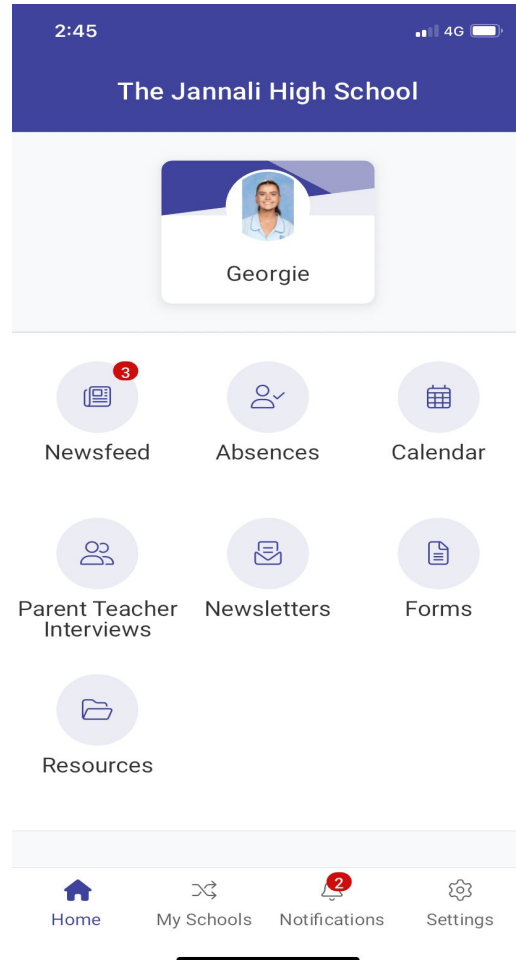 2:45
4G
The Jannali High School
Georgie
3
Newsfeed
Absences
Calendar
Parent Teacher
Interviews
Newsletters
Forms
Resources
2
Home
My Schools
Notifications
Settings